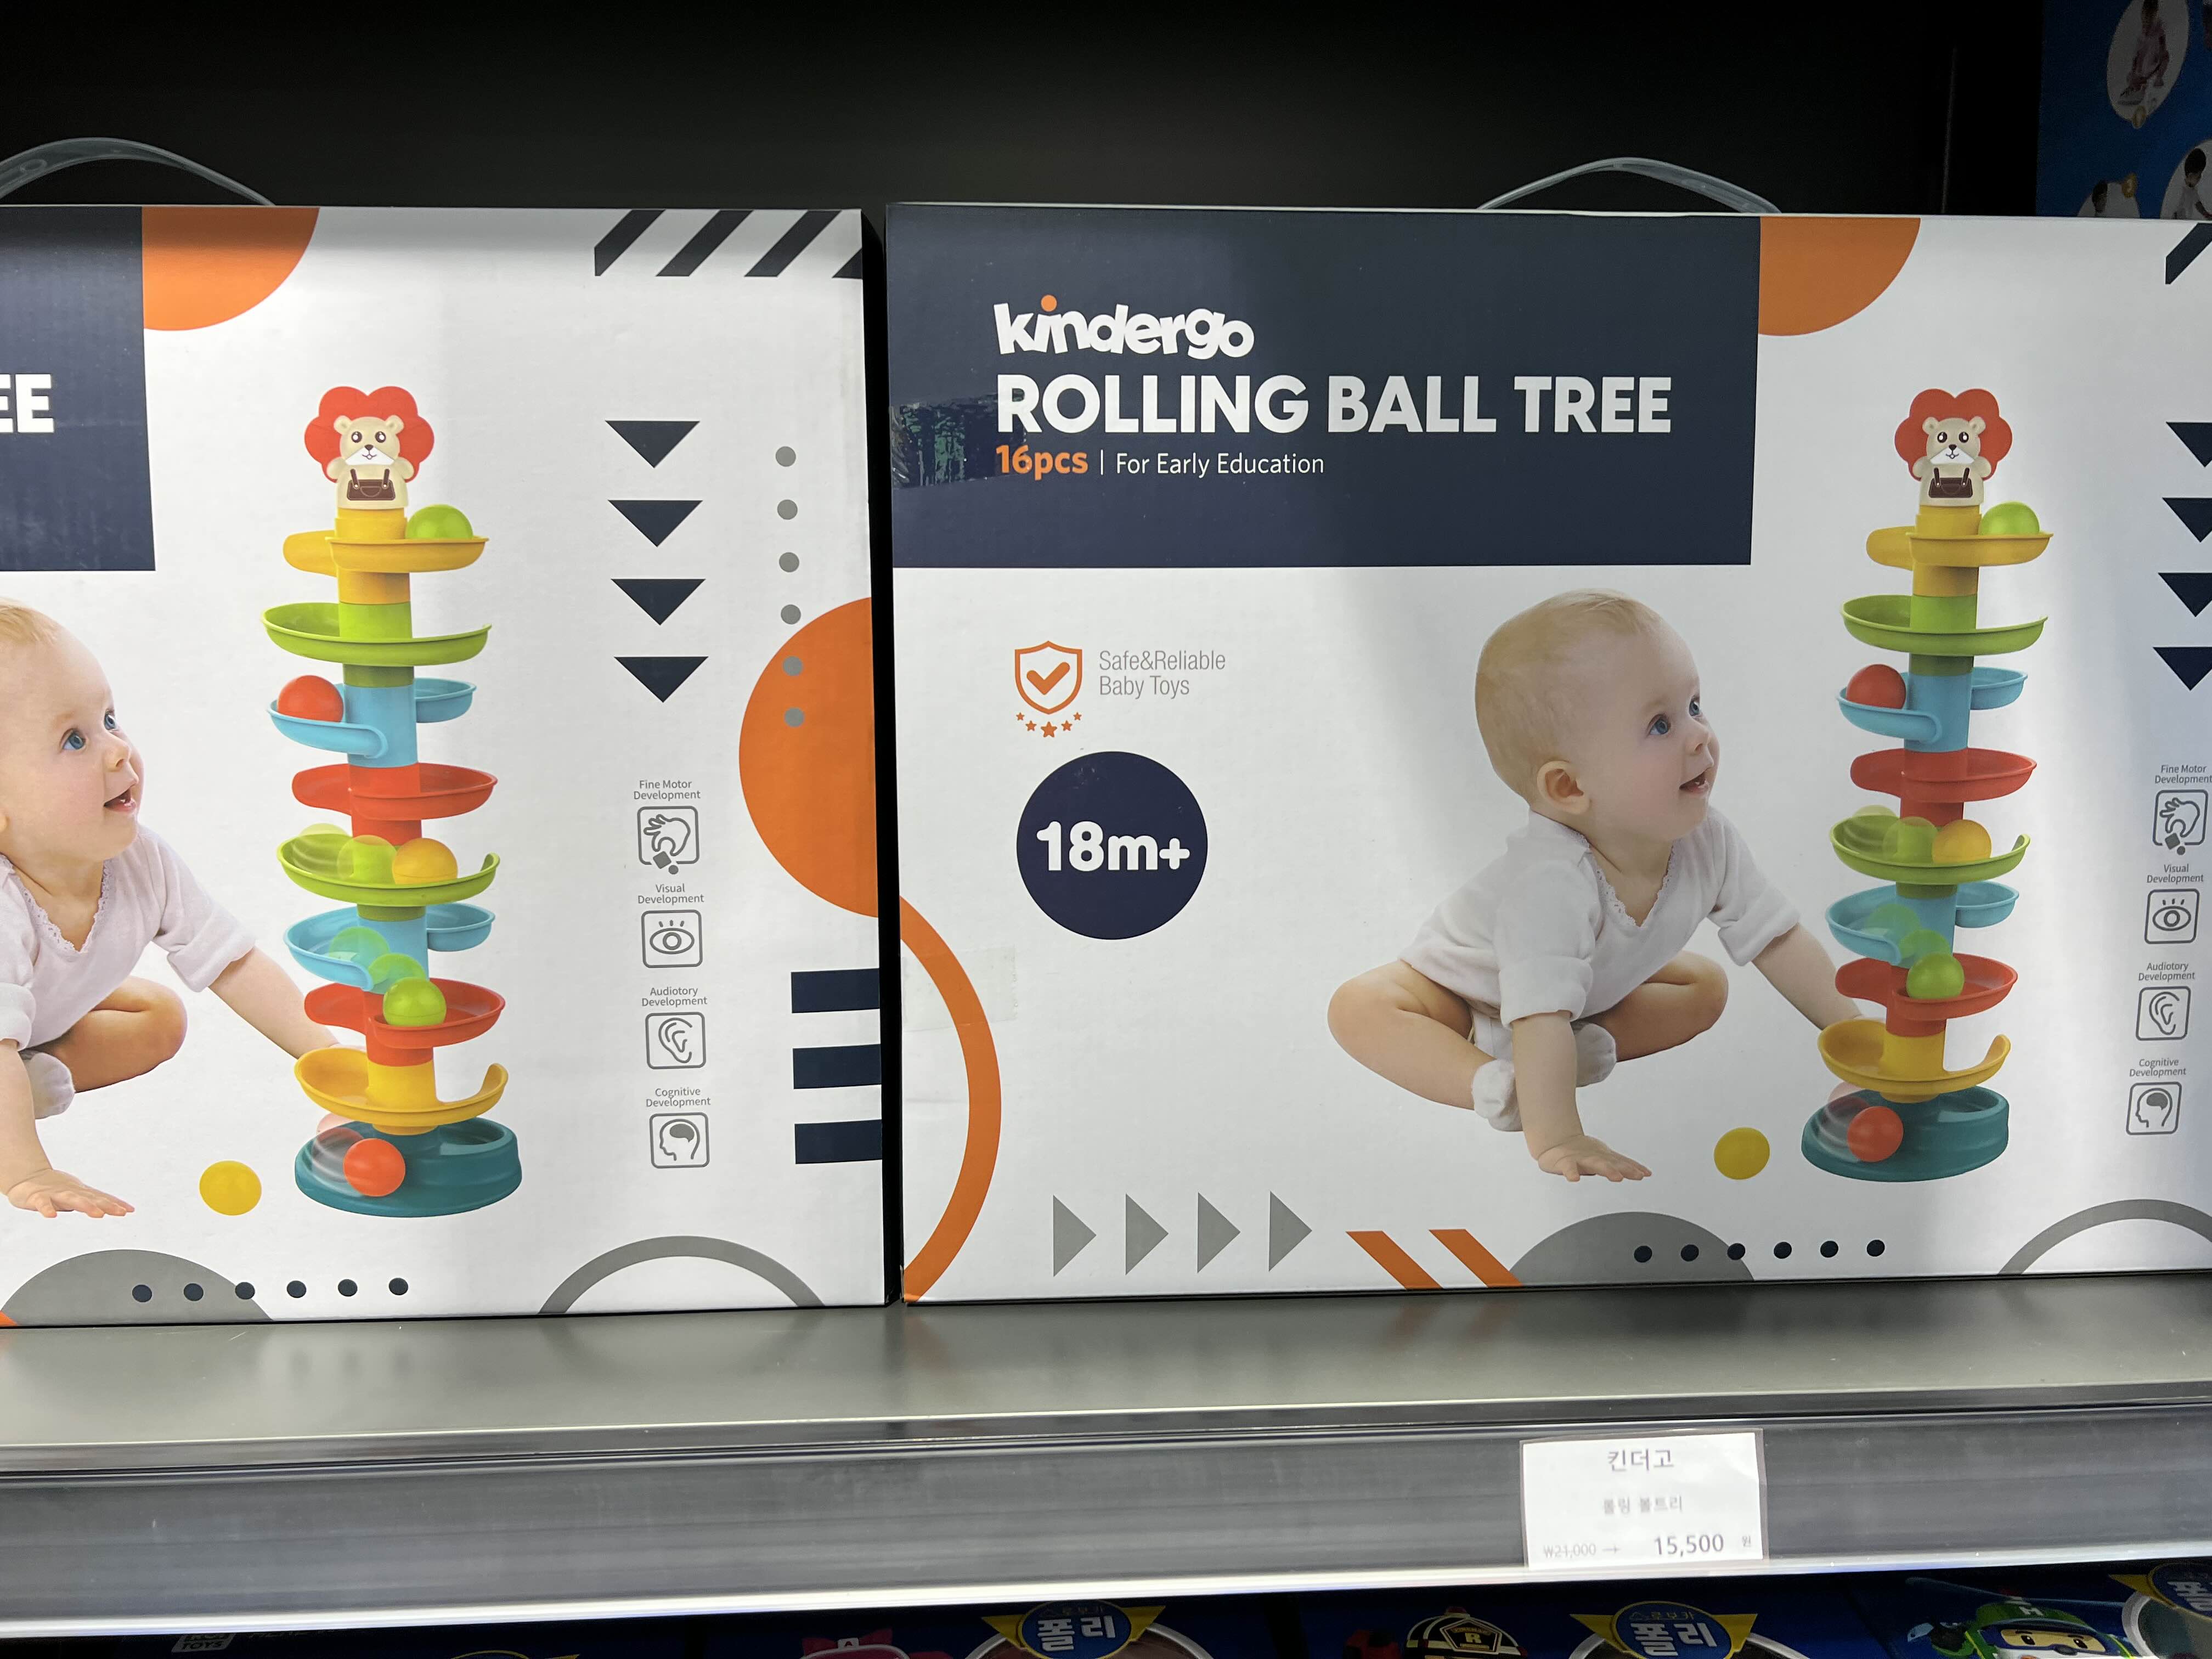 EE
Fine Motor
Development
Visual
Development
Audiotory
Development
Cognitive
Development
kindergo
ROLLING BALL TREE
16pcs | For Early Education
Safe&Reliable
Baby Toys
18m+
Fine Motor
Development
Visual
Development
Audiotory
Development
Cognitive
Development
킨더고
롤링 볼트리
₩21,000 → 15,500 원
TOYS
폴리
R
폴리